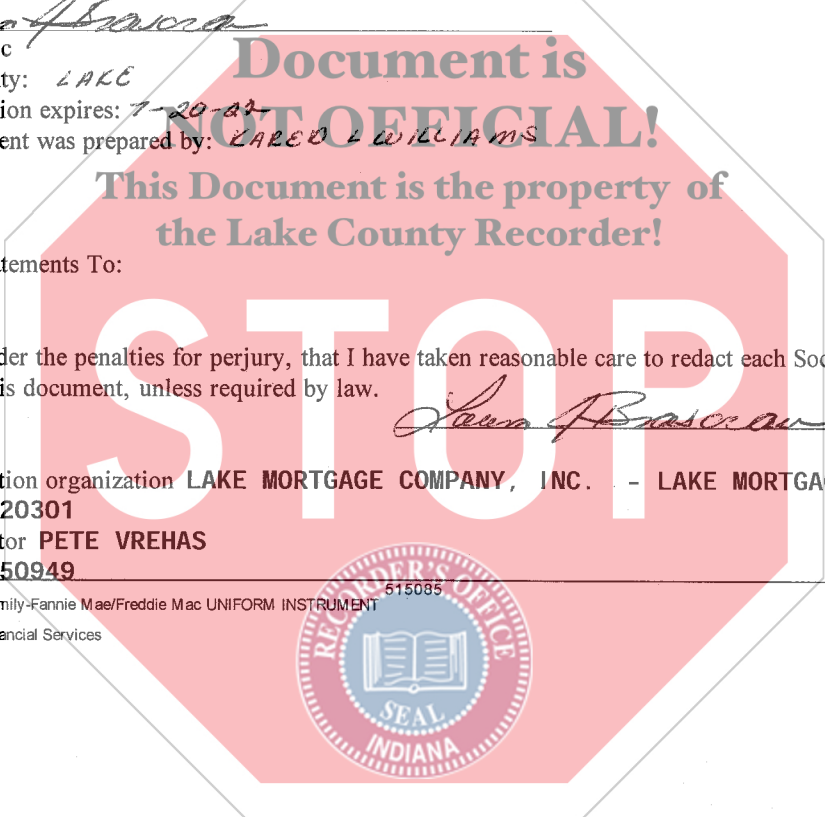 c
Document is
ty: LAKE
ion expires: 7-20-22
NOT OFFICIAL!
ent was prepared by: KAREN L WILLIAMS
This Document is the property of
the Lake County Recorder!
tements To:
STOP
der the penalties for perjury, that I have taken reasonable care to redact each Soc
is document, unless required by law.
tion organization LAKE MORTGAGE COMPANY, INC. - LAKE MORTGA
20301
tor PETE VREHAS
50949
515085
mily-Fannie Mae/Freddie Mac UNIFORM INSTRUMENT
ancial Services
RECORDER'S OFFICE
SEAL
INDIANA